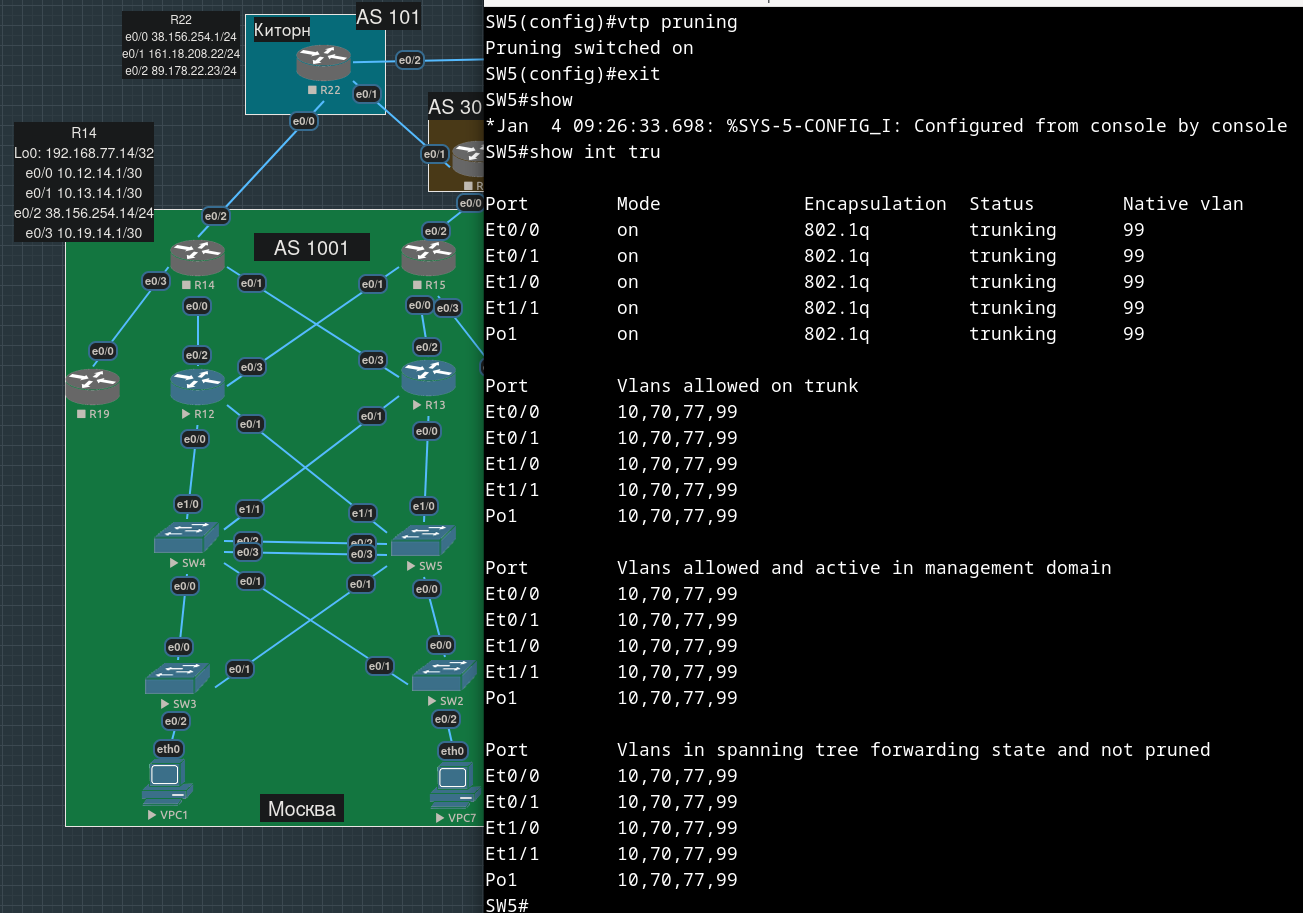 R22
e0/0 38.156.254.1/24
e0/1 161.18.208.22/24
e0/2 89.178.22.23/24
Киторн
AS 101
e0/2
R22
e0/1
e0/0
AS 30
e0/1
R
e0/0
R14
Lo0: 192.168.77.14/32
e0/0 10.12.14.1/30
e0/1 10.13.14.1/30
e0/2 38.156.254.14/24
e0/3 10.19.14.1/30
e0/2
e0/2
AS 1001
e0/3
R14
e0/1
e0/1
R15
e0/0
e0/0
e0/3
e0/0
e0/2
e0/3
e0/3
e0/2
R19
R12
R13
e0/1
e0/1
e0/0
e0/0
e1/0
e1/1
e1/1
e1/0
e0/2
e0/2
e0/3
e0/3
SW4
SW5
e0/0
e0/1
e0/1
e0/0
e0/0
e0/1
e0/1
e0/0
SW3
SW2
e0/2
e0/2
eth0
eth0
VPC1
Москва
VPC7
SW5(config)#vtp pruning
Pruning switched on
SW5(config)#exit
SW5#show
*Jan  4 09:26:33.698: %SYS-5-CONFIG_I: Configured from console by console
SW5#show int tru
Port        Mode             Encapsulation  Status        Native vlan
Et0/0       on               802.1q         trunking      99
Et0/1       on               802.1q         trunking      99
Et1/0       on               802.1q         trunking      99
Et1/1       on               802.1q         trunking      99
Po1         on               802.1q         trunking      99
Port        Vlans allowed on trunk
Et0/0       10,70,77,99
Et0/1       10,70,77,99
Et1/0       10,70,77,99
Et1/1       10,70,77,99
Po1         10,70,77,99
Port        Vlans allowed and active in management domain
Et0/0       10,70,77,99
Et0/1       10,70,77,99
Et1/0       10,70,77,99
Et1/1       10,70,77,99
Po1         10,70,77,99
Port        Vlans in spanning tree forwarding state and not pruned
Et0/0       10,70,77,99
Et0/1       10,70,77,99
Et1/0       10,70,77,99
Et1/1       10,70,77,99
Po1         10,70,77,99
SW5#